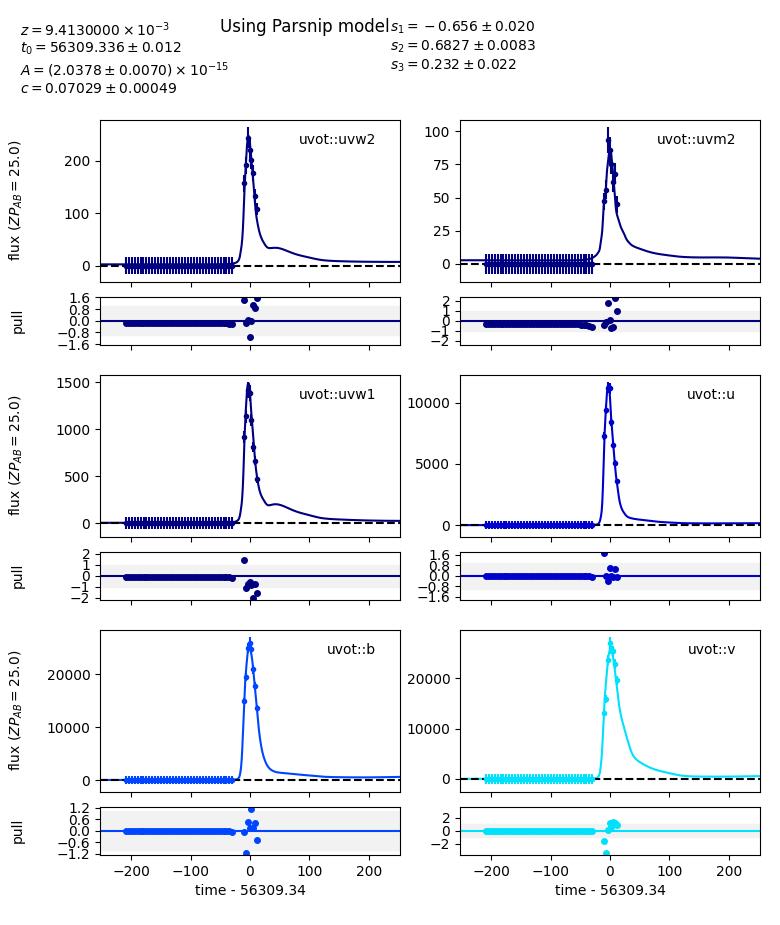 Using Parsnip model
z = 9.4130000 × 10⁻³
t₀ = 56309.336 ± 0.012
A = (2.0378 ± 0.0070) × 10⁻¹⁵
c = 0.07029 ± 0.00049
s₁ = −0.656 ± 0.020
s₂ = 0.6827 ± 0.0083
s₃ = 0.232 ± 0.022
flux (ZP_AB = 25.0)
200
100
0
uvot::uvw2
100
75
50
25
0
uvot::uvm2
pull
1.6
0.8
0.0
−0.8
−1.6
2
1
0
−1
−2
flux (ZP_AB = 25.0)
1500
1000
500
0
uvot::uvw1
10000
5000
0
uvot::u
pull
2
1
0
−1
−2
1.6
0.8
0.0
−0.8
−1.6
flux (ZP_AB = 25.0)
20000
10000
0
uvot::b
20000
10000
0
uvot::v
pull
1.2
0.6
0.0
−0.6
−1.2
2
0
−2
−200 −100 0 100 200
−200 −100 0 100 200
time - 56309.34
time - 56309.34